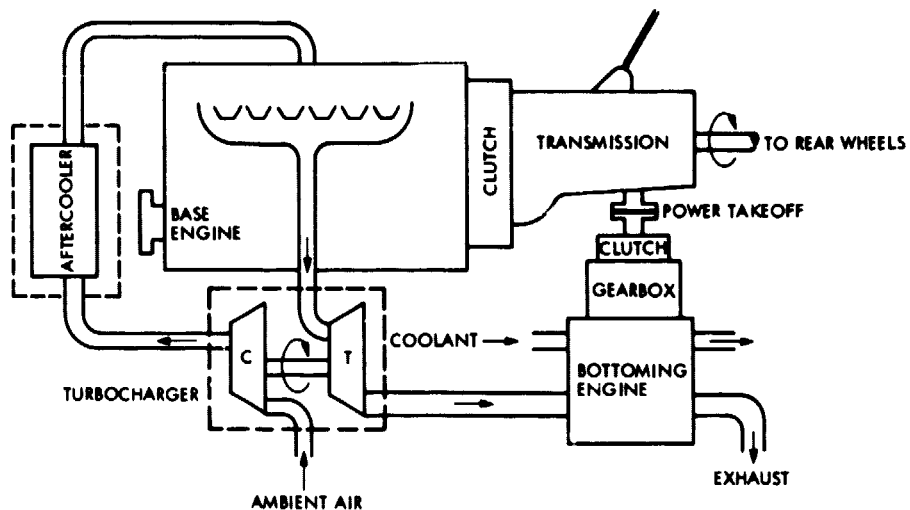 AFTERCOOLER
BASE
ENGINE
CLUTCH
TRANSMISSION
TO REAR WHEELS
POWER TAKEOFF
CLUTCH
GEARBOX
C
T
COOLANT
BOTTOMING
ENGINE
TURBOCHARGER
EXHAUST
AMBIENT AIR